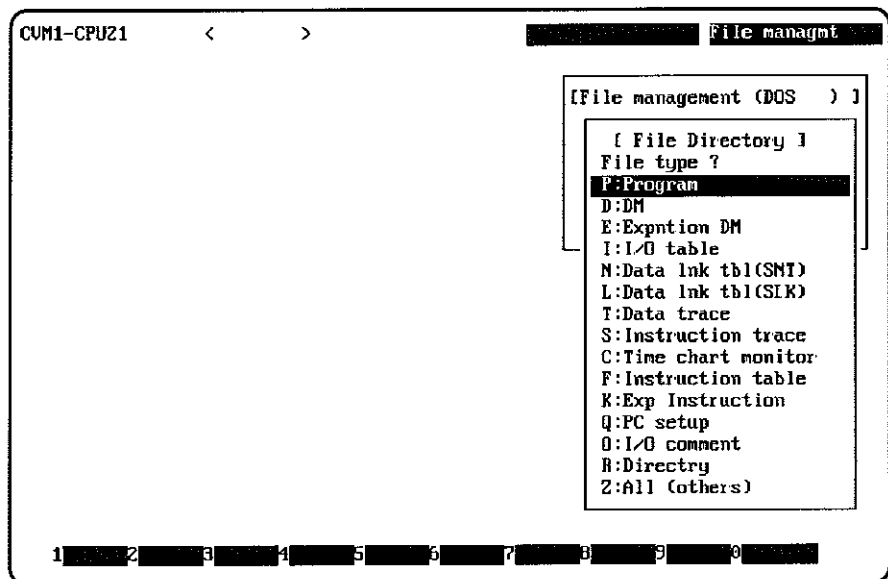 CVM1-CPU21 < > File managmt
[File management (DOS ) ]
[ File Directory ]
File type ?
P:Program
D:DM
E:Expntion DM
I:I/O table
N:Data lnk tbl(SNT)
L:Data lnk tbl(SLK)
T:Data trace
S:Instruction trace
C:Time chart monitor
F:Instruction table
K:Exp Instruction
Q:PC setup
O:I/O comment
R:Directry
Z:All (others)
1 2 3 4 5 6 7 8 9 0